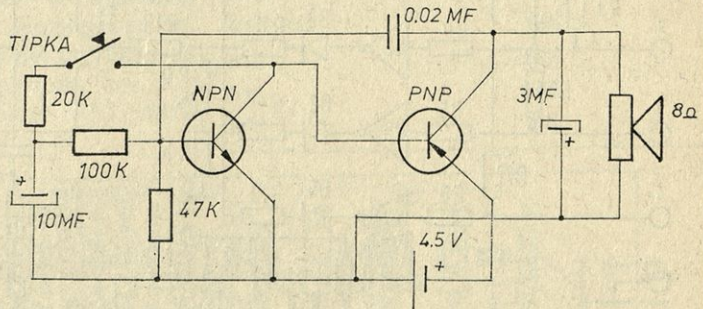 0.02 MF
TIPKA
20K
NPN
PNP
3MF
8Ω
+
100K
+
10MF
47K
4.5 V
+